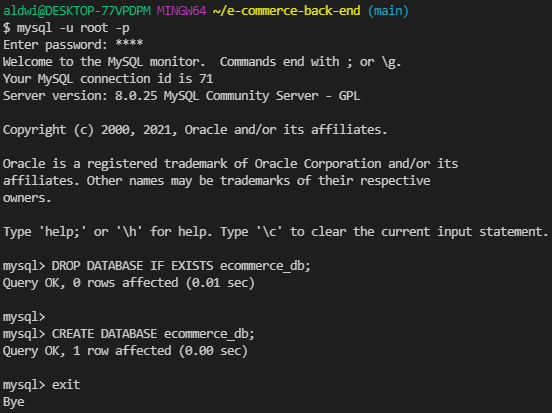 aldwi@DESKTOP-77VPDPM MINGW64 ~/e-commerce-back-end (main)
$ mysql -u root -p
Enter password: ****
Welcome to the MySQL monitor.  Commands end with ; or \g.
Your MySQL connection id is 71
Server version: 8.0.25 MySQL Community Server - GPL

Copyright (c) 2000, 2021, Oracle and/or its affiliates.

Oracle is a registered trademark of Oracle Corporation and/or its
affiliates. Other names may be trademarks of their respective
owners.

Type 'help;' or '\h' for help. Type '\c' to clear the current input statement.

mysql> DROP DATABASE IF EXISTS ecommerce_db;
Query OK, 0 rows affected (0.01 sec)

mysql>
mysql> CREATE DATABASE ecommerce_db;
Query OK, 1 row affected (0.00 sec)

mysql> exit
Bye